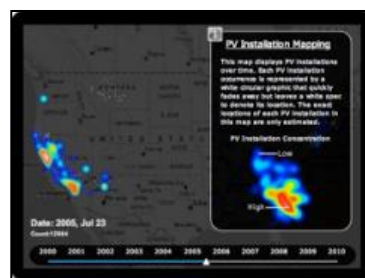 PV Installation Mapping
This map displays PV installations
over time. Each PV installation
occurrence is represented by a
white circular graphic that quickly
fades away but leaves a white spec
to denote its location. The exact
locations of each PV installation in
this map are only estimated.
PV Installation Concentration
Low
High
UNITED STATES
Date: 2005, Jul 23
2000 2001 2002 2003 2004 2005 2006 2007 2008 2009 2010